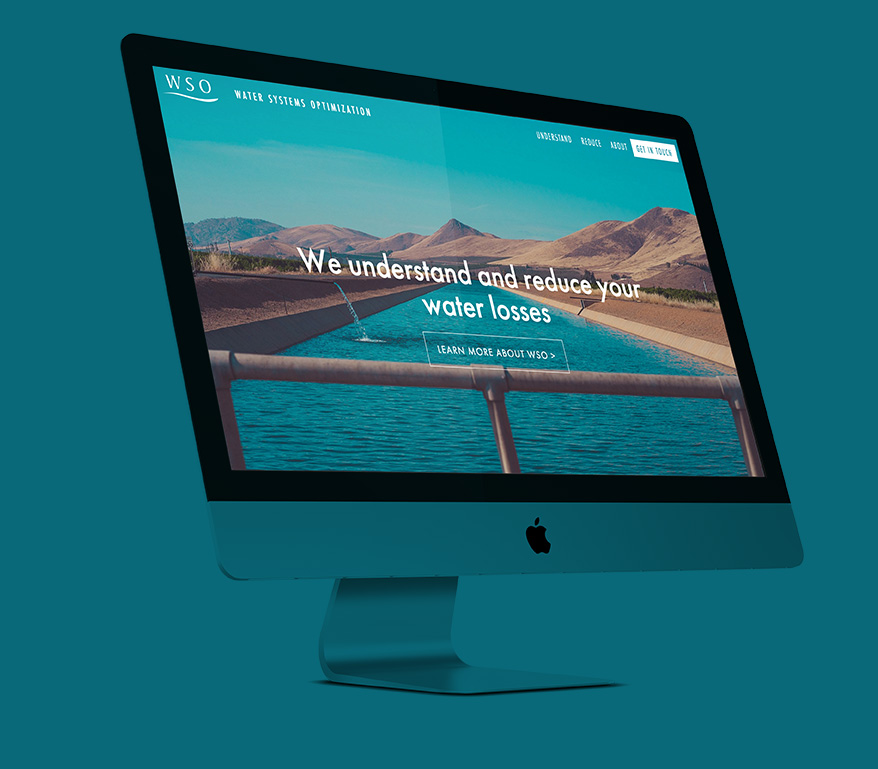 WSO
WATER SYSTEMS OPTIMIZATION
UNDERSTAND REDUCE ABOUT GET IN TOUCH
We understand and reduce your
water losses
LEARN MORE ABOUT WSO >